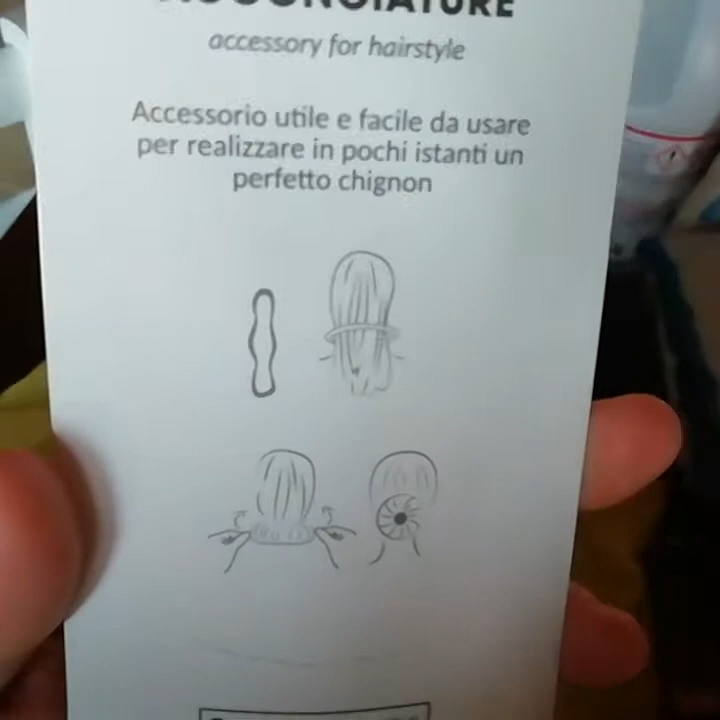 accessory for hairstyle
Accessorio utile e facile da usare
per realizzare in pochi istanti un
perfetto chignon